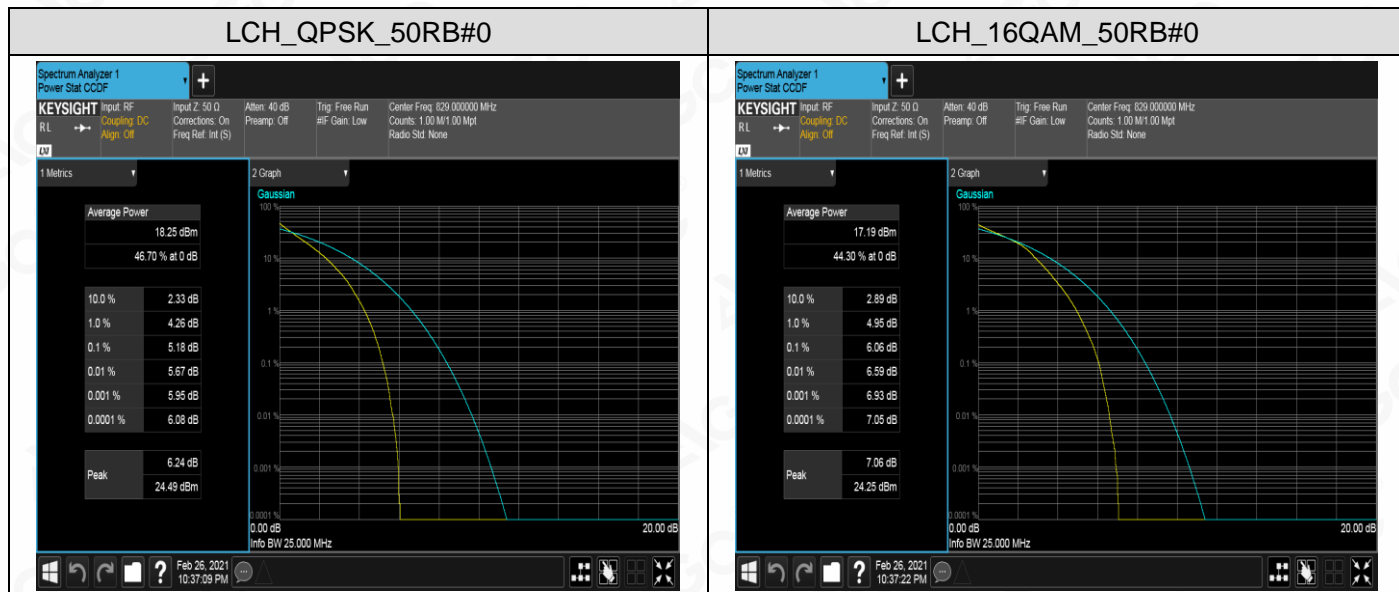 LCH_QPSK_50RB#0
Spectrum Analyzer 1
Power Stat CCDF
KEYSIGHT Input: RF Input Z: 50 Ω Atten: 40 dB Trig: Free Run Center Freq: 829.000000 MHz
RL Coupling: DC Corrections: On Preamp: Off #IF Gain: Low Counts: 1.00 M/1.00 Mpt
Align: Off Freq Ref: Int (S) Radio Std: None
LXI
1 Metrics
2 Graph
Average Power
18.25 dBm
46.70 % at 0 dB
10.0 % 2.33 dB
1.0 % 4.26 dB
0.1 % 5.18 dB
0.01 % 5.67 dB
0.001 % 5.95 dB
0.0001 % 6.08 dB
Peak 6.24 dB
24.49 dBm
Gaussian
100 %
10 %
1 %
0.1 %
0.01 %
0.001 %
0.0001 %
0.00 dB 20.00 dB
Info BW 25.000 MHz
? Feb 26, 2021
10:37:09 PM
LCH_16QAM_50RB#0
Spectrum Analyzer 1
Power Stat CCDF
KEYSIGHT Input: RF Input Z: 50 Ω Atten: 40 dB Trig: Free Run Center Freq: 829.000000 MHz
RL Coupling: DC Corrections: On Preamp: Off #IF Gain: Low Counts: 1.00 M/1.00 Mpt
Align: Off Freq Ref: Int (S) Radio Std: None
LXI
1 Metrics
2 Graph
Average Power
17.19 dBm
44.30 % at 0 dB
10.0 % 2.89 dB
1.0 % 4.95 dB
0.1 % 6.06 dB
0.01 % 6.59 dB
0.001 % 6.93 dB
0.0001 % 7.05 dB
Peak 7.06 dB
24.25 dBm
Gaussian
100 %
10 %
1 %
0.1 %
0.01 %
0.001 %
0.0001 %
0.00 dB 20.00 dB
Info BW 25.000 MHz
? Feb 26, 2021
10:37:22 PM